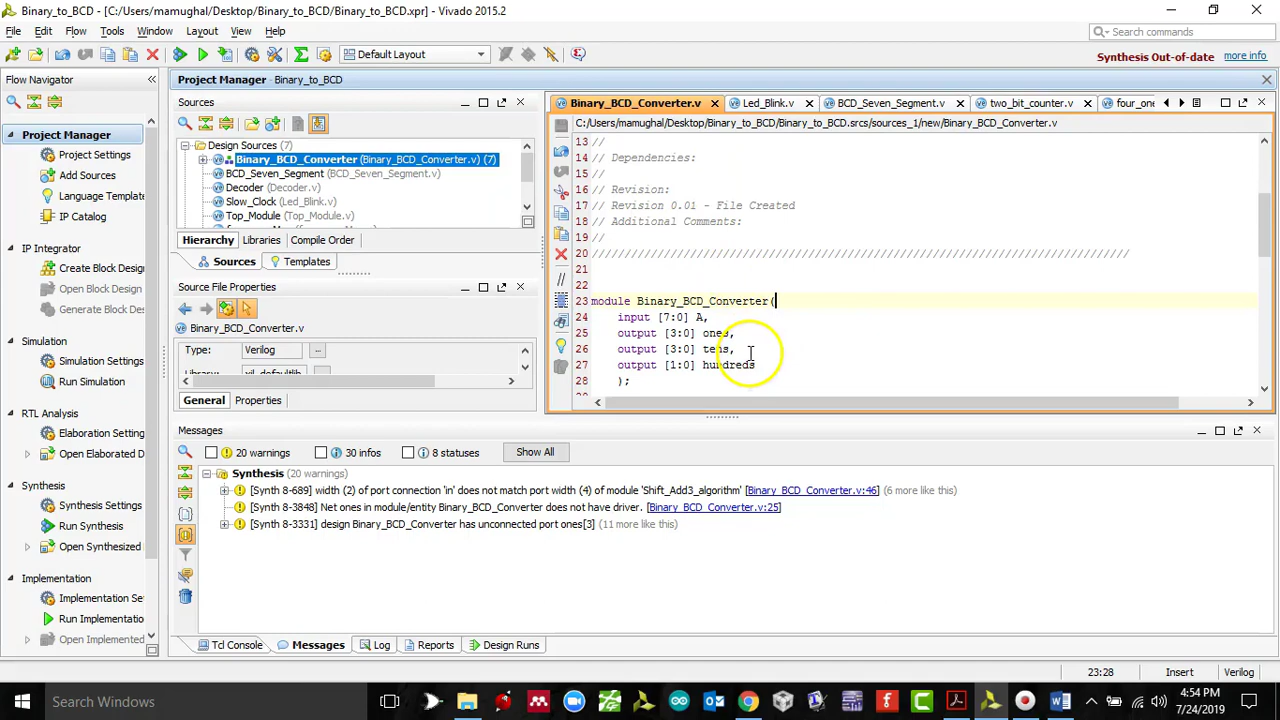 Binary_to_BCD - [C:/Users/mamughal/Desktop/Binary_to_BCD/Binary_to_BCD.xpr] - Vivado 2015.2
File Edit Flow Tools Window Layout View Help
Search commands
Default Layout
Synthesis Out-of-date more info
Flow Navigator
Project Manager
Project Settings
Add Sources
Language Template
IP Catalog
IP Integrator
Create Block Desig
Open Block Design
Generate Block Des
Simulation
Simulation Settings
Run Simulation
RTL Analysis
Elaboration Setting
Open Elaborated D
Synthesis
Synthesis Settings
Run Synthesis
Open Synthesized
Implementation
Implementation Set
Run Implementatio
Open Implemented
Project Manager - Binary_to_BCD
Sources
Design Sources (7)
Binary_BCD_Converter (Binary_BCD_Converter.v) (7)
BCD_Seven_Segment (BCD_Seven_Segment.v)
Decoder (Decoder.v)
Slow_Clock (Led_Blink.v)
Top_Module (Top_Module.v)
Hierarchy Libraries Compile Order
Sources Templates
Source File Properties
Binary_BCD_Converter.v
Type: Verilog
General Properties
Binary_BCD_Converter.v Led_Blink.v BCD_Seven_Segment.v two_bit_counter.v four_one
C:/Users/mamughal/Desktop/Binary_to_BCD/Binary_to_BCD.srcs/sources_1/new/Binary_BCD_Converter.v
13 //
14 // Dependencies:
15 //
16 // Revision:
17 // Revision 0.01 - File Created
18 // Additional Comments:
19 //
20 //////////////////////////////////////////////////////////////////////////////////
21
22
23 module Binary_BCD_Converter(
24 input [7:0] A,
25 output [3:0] ones,
26 output [3:0] tens,
27 output [1:0] hundreds
28 );
Messages
20 warnings 30 infos 8 statuses Show All
Synthesis (20 warnings)
[Synth 8-689] width (2) of port connection 'in' does not match port width (4) of module 'Shift_Add3_algorithm' [Binary_BCD_Converter.v:46] (6 more like this)
[Synth 8-3848] Net ones in module/entity Binary_BCD_Converter does not have driver. [Binary_BCD_Converter.v:25]
[Synth 8-3331] design Binary_BCD_Converter has unconnected port ones[3] (11 more like this)
Tcl Console Messages Log Reports Design Runs
23:28 Insert Verilog
Search Windows
4:54 PM
7/24/2019